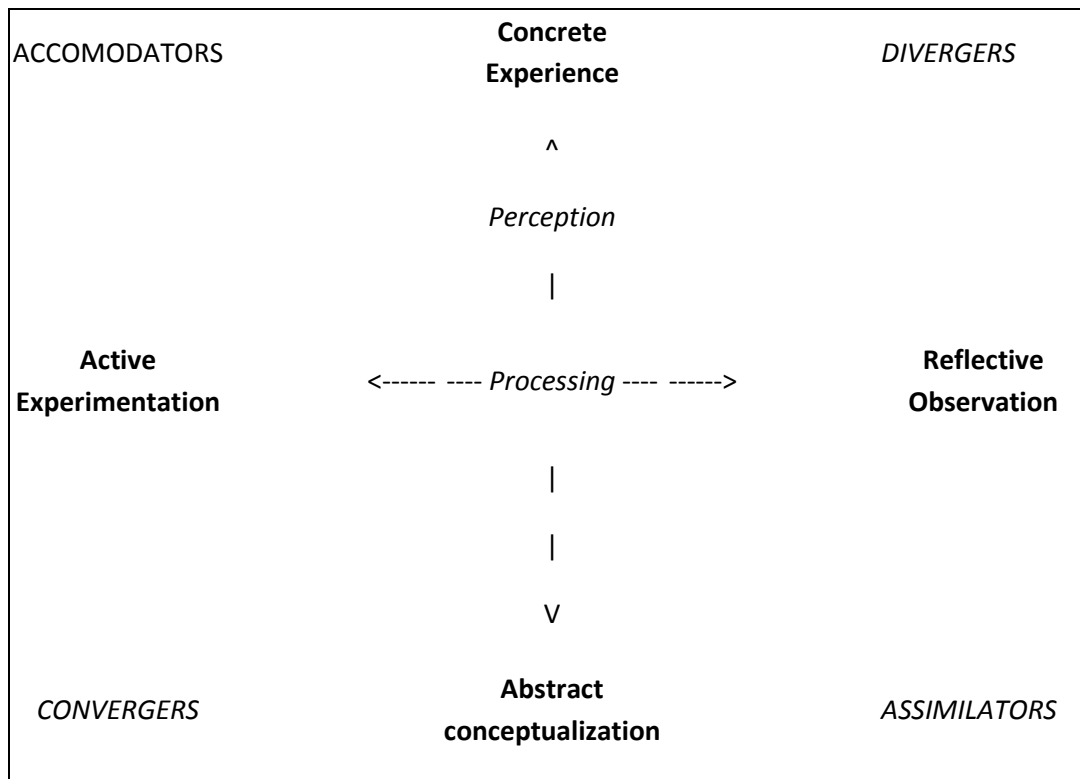 ACCOMODATORS
Concrete
Experience
DIVERGERS
^
Perception
|
Active
Experimentation
<------ ---- Processing ---- ------>
Reflective
Observation
|
|
V
CONVERGERS
Abstract
conceptualization
ASSIMILATORS